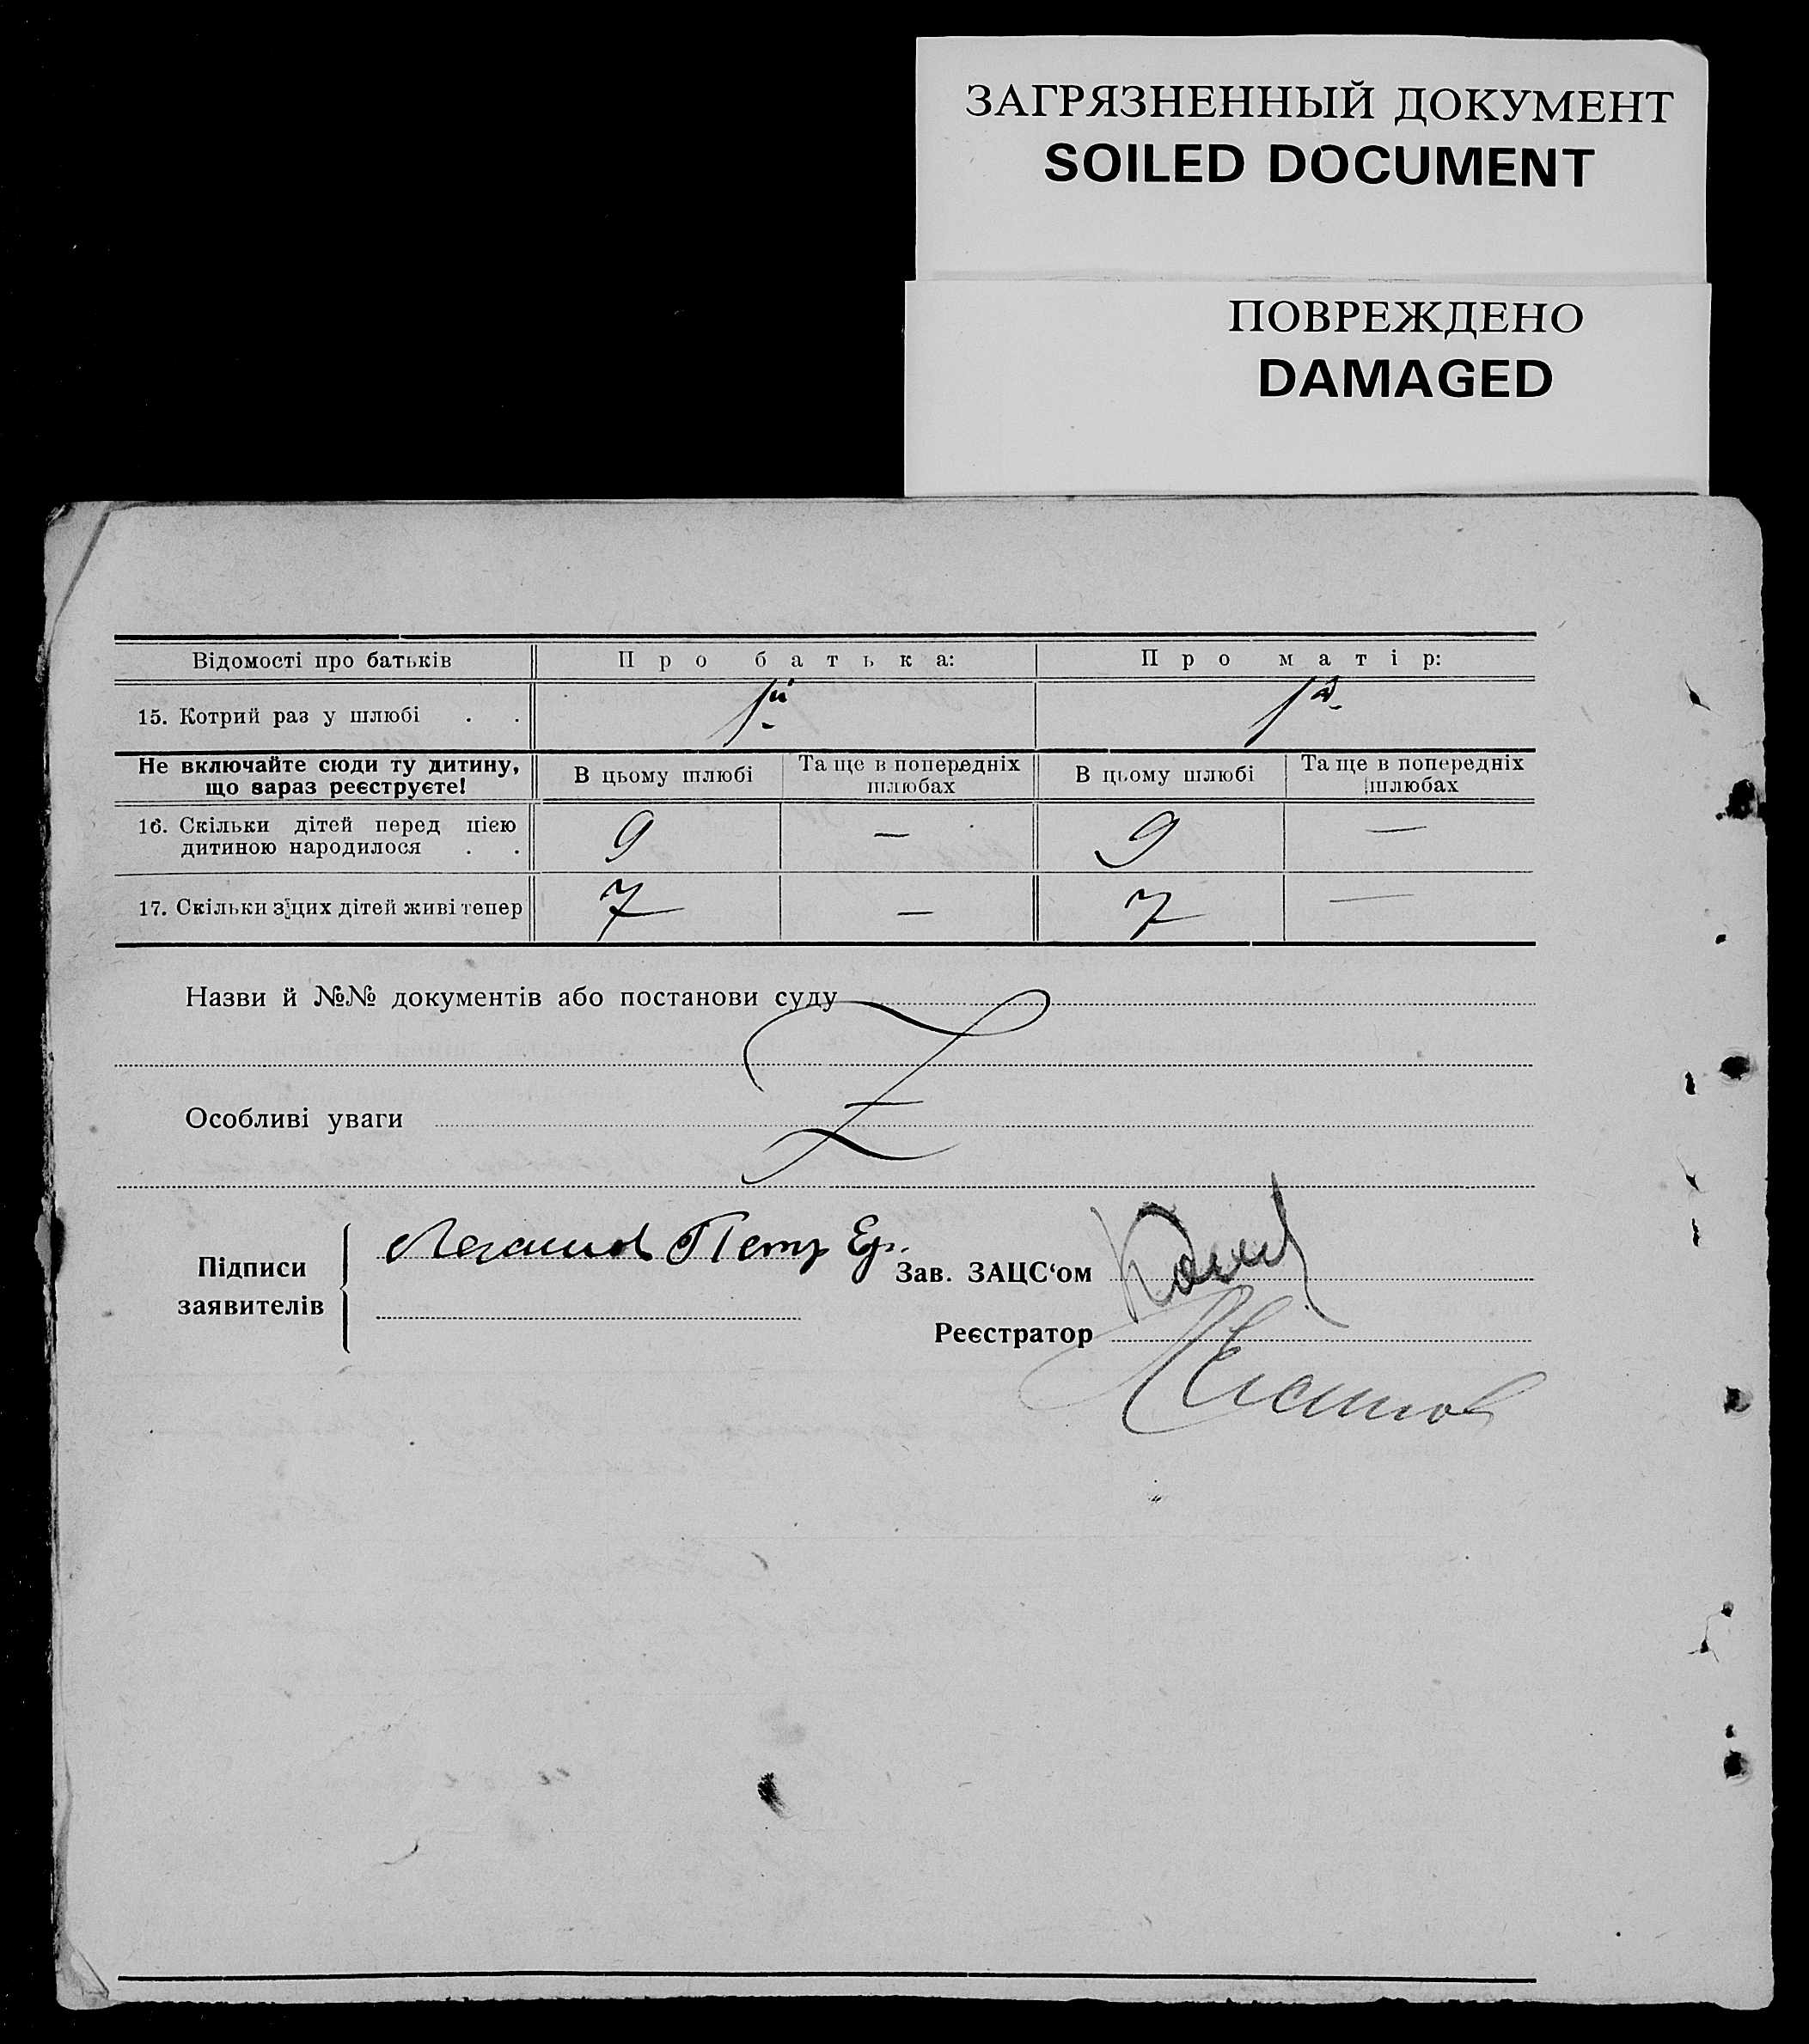 ЗАГРЯЗНЕННЫЙ ДОКУМЕНТ
SOILED DOCUMENT
ПОВРЕЖДЕНО
DAMAGED
Відомості про батьків Про батька: Про матір:
15. Котрий раз у шлюбі . . 1й 1а
Не включайте сюди ту дитину, що зараз реєструєте! В цьому шлюбі Та ще в попередніх шлюбах В цьому шлюбі Та ще в попередніх шлюбах
16. Скільки дітей перед цією
дитиною народилося . . 9 — 9 —
17. Скільки з цих дітей живі тепер 7 — 7 —
Назви й №№ документів або постанови суду
Особливі уваги
Підписи
заявителів
Петр
Зав. ЗАЦС‘ом
Реєстратор